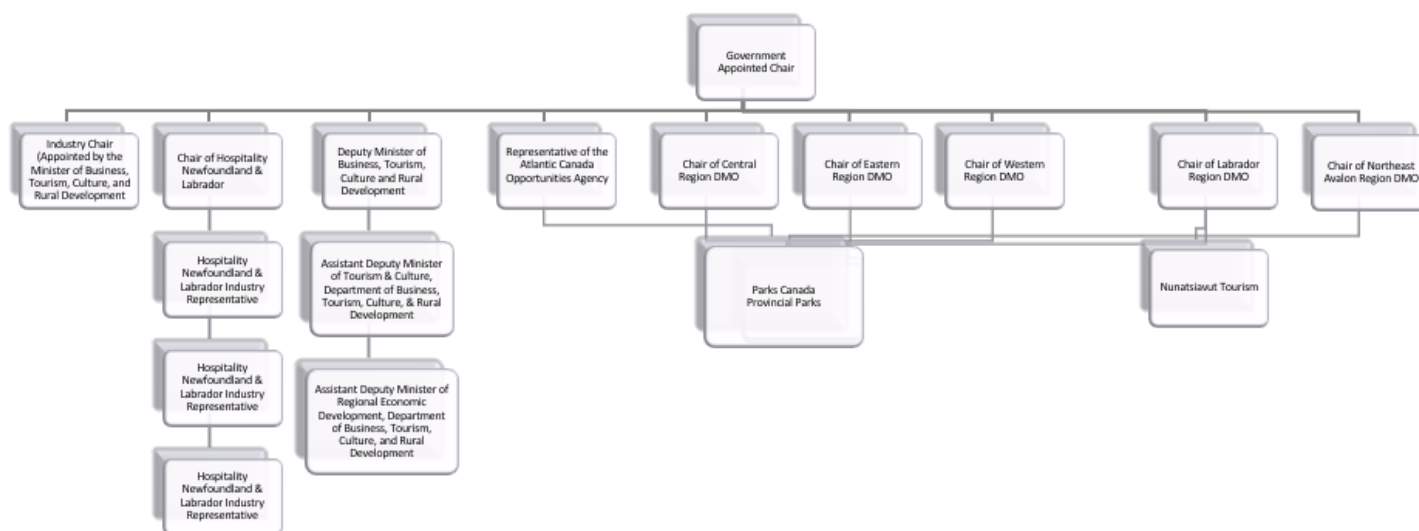 Government
Appointed Chair
Industry Chair
(Appointed by the
Minister of Business,
Tourism, Culture, and
Rural Development
Chair of Hospitality
Newfoundland &
Labrador
Deputy Minister of
Business, Tourism,
Culture and Rural
Development
Representative of the
Atlantic Canada
Opportunities Agency
Chair of Central
Region DMO
Chair of Eastern
Region DMO
Chair of Western
Region DMO
Chair of Labrador
Region DMO
Chair of Northeast
Avalon Region DMO
Hospitality
Newfoundland &
Labrador Industry
Representative
Assistant Deputy Minister
of Tourism & Culture,
Department of Business,
Tourism, Culture, & Rural
Development
Parks Canada
Provincial Parks
Nunatsiavut Tourism
Hospitality
Newfoundland &
Labrador Industry
Representative
Assistant Deputy Minister of
Regional Economic
Development, Department
of Business, Tourism,
Culture, and Rural
Development
Hospitality
Newfoundland &
Labrador Industry
Representative